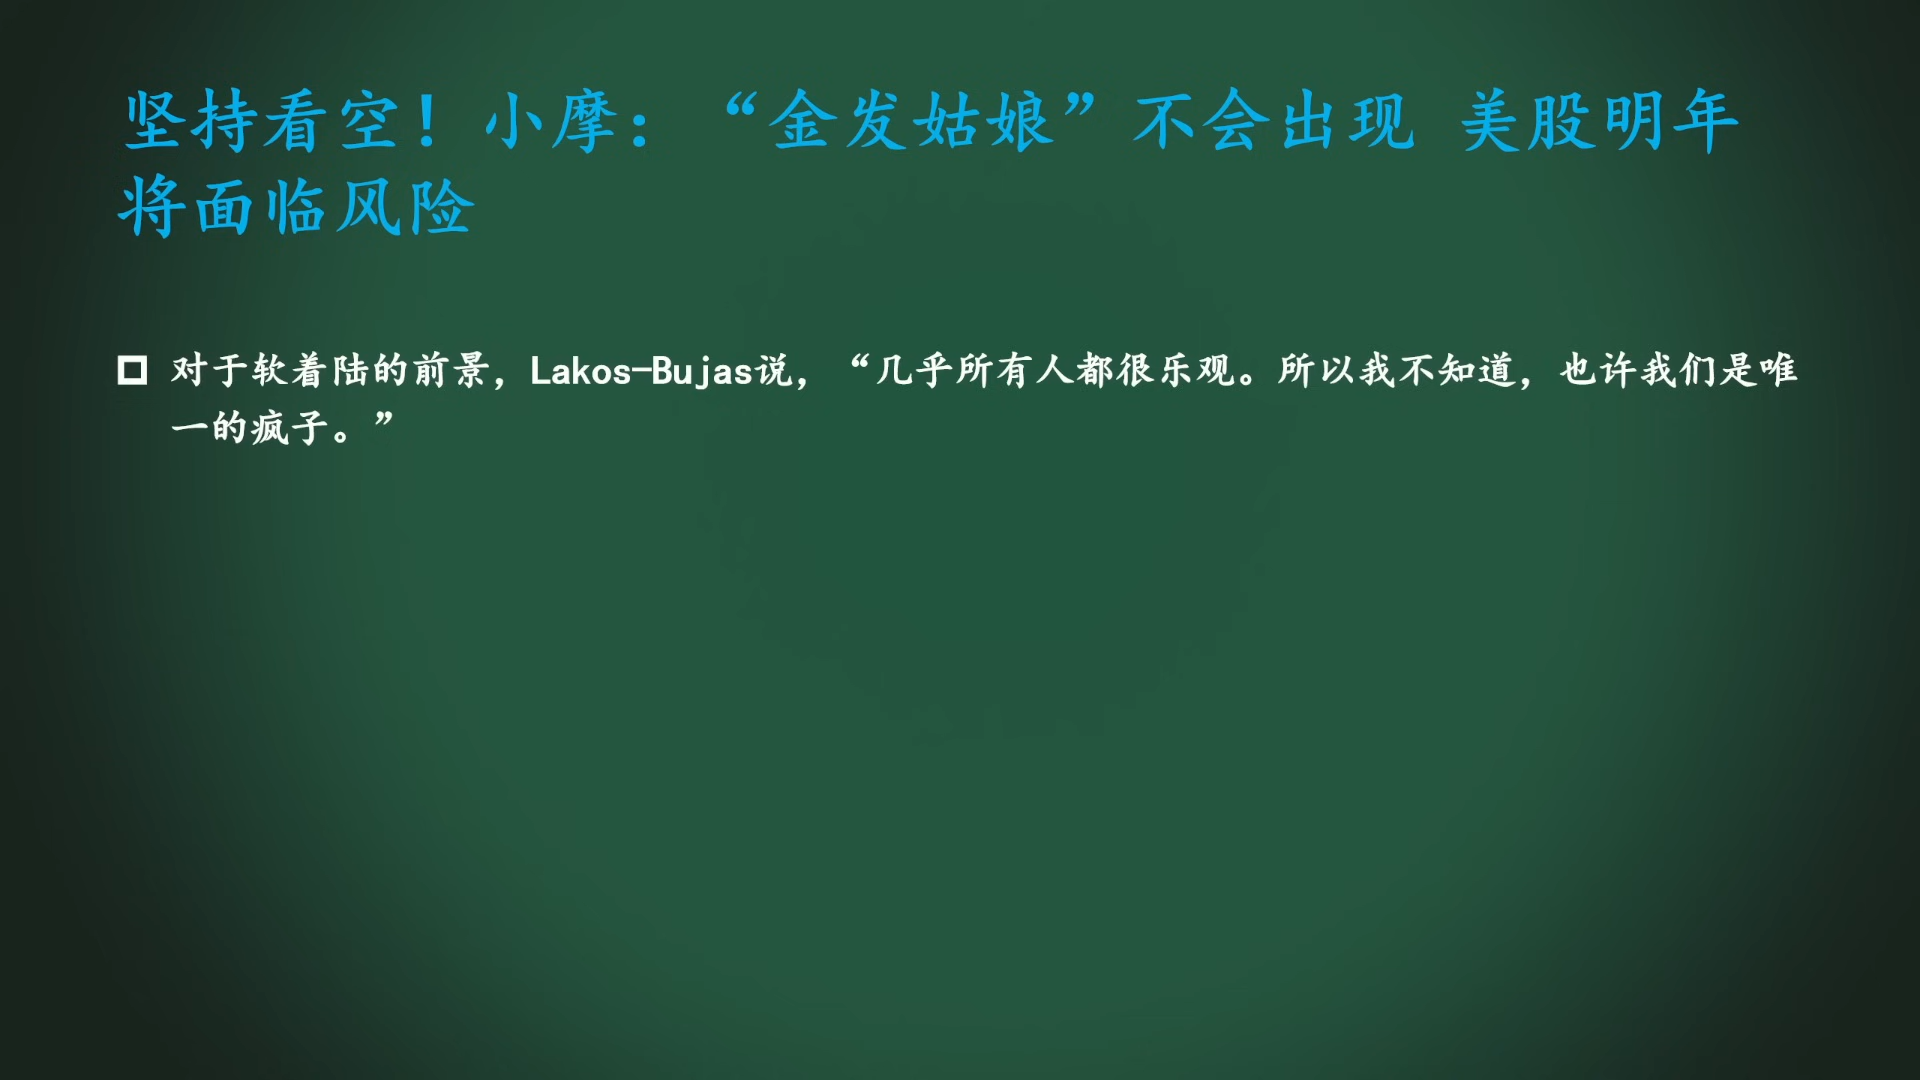 坚持看空！小摩：“金发姑娘”不会出现 美股明年
将面临风险
对于软着陆的前景，Lakos-Bujas说，“几乎所有人都很乐观。所以我不知道，也许我们是唯
一的疯子。”